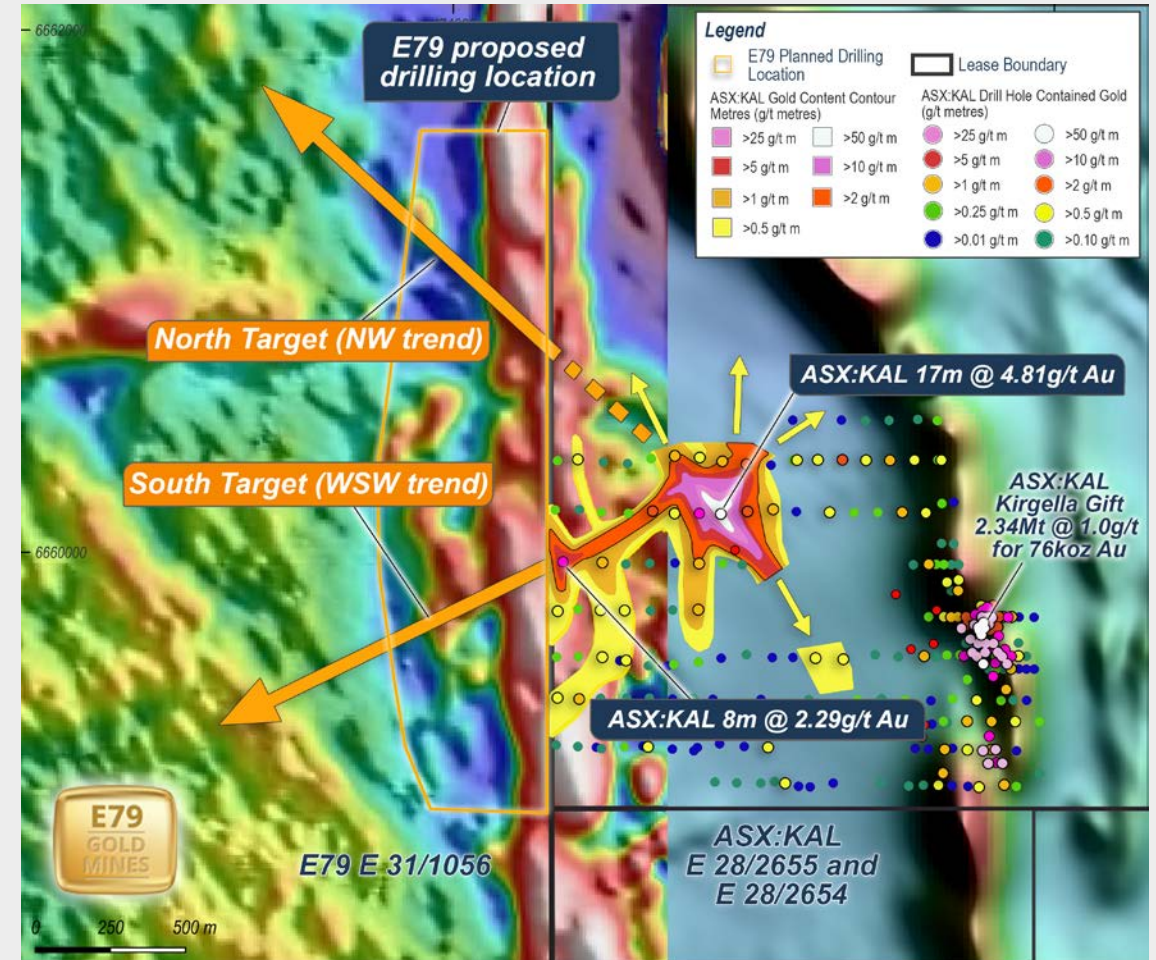 6662000
E79 proposed
drilling location
Legend
E79 Planned Drilling
Location
Lease Boundary
ASX:KAL Gold Content Contour
Metres (g/t metres)
>25 g/t m
>50 g/t m
>5 g/t m
>10 g/t m
>1 g/t m
>2 g/t m
>0.5 g/t m
ASX:KAL Drill Hole Contained Gold
(g/t metres)
>25 g/t m
>50 g/t m
>5 g/t m
>10 g/t m
>1 g/t m
>2 g/t m
>0.25 g/t m
>0.5 g/t m
>0.01 g/t m
>0.10 g/t m
North Target (NW trend)
ASX:KAL 17m @ 4.81g/t Au
South Target (WSW trend)
ASX:KAL
Kirgella Gift
2.34Mt @ 1.0g/t
for 76koz Au
6660000
ASX:KAL 8m @ 2.29g/t Au
E79
GOLD
MINES
E79 E 31/1056
ASX:KAL
E 28/2655 and
E 28/2654
0 250 500 m